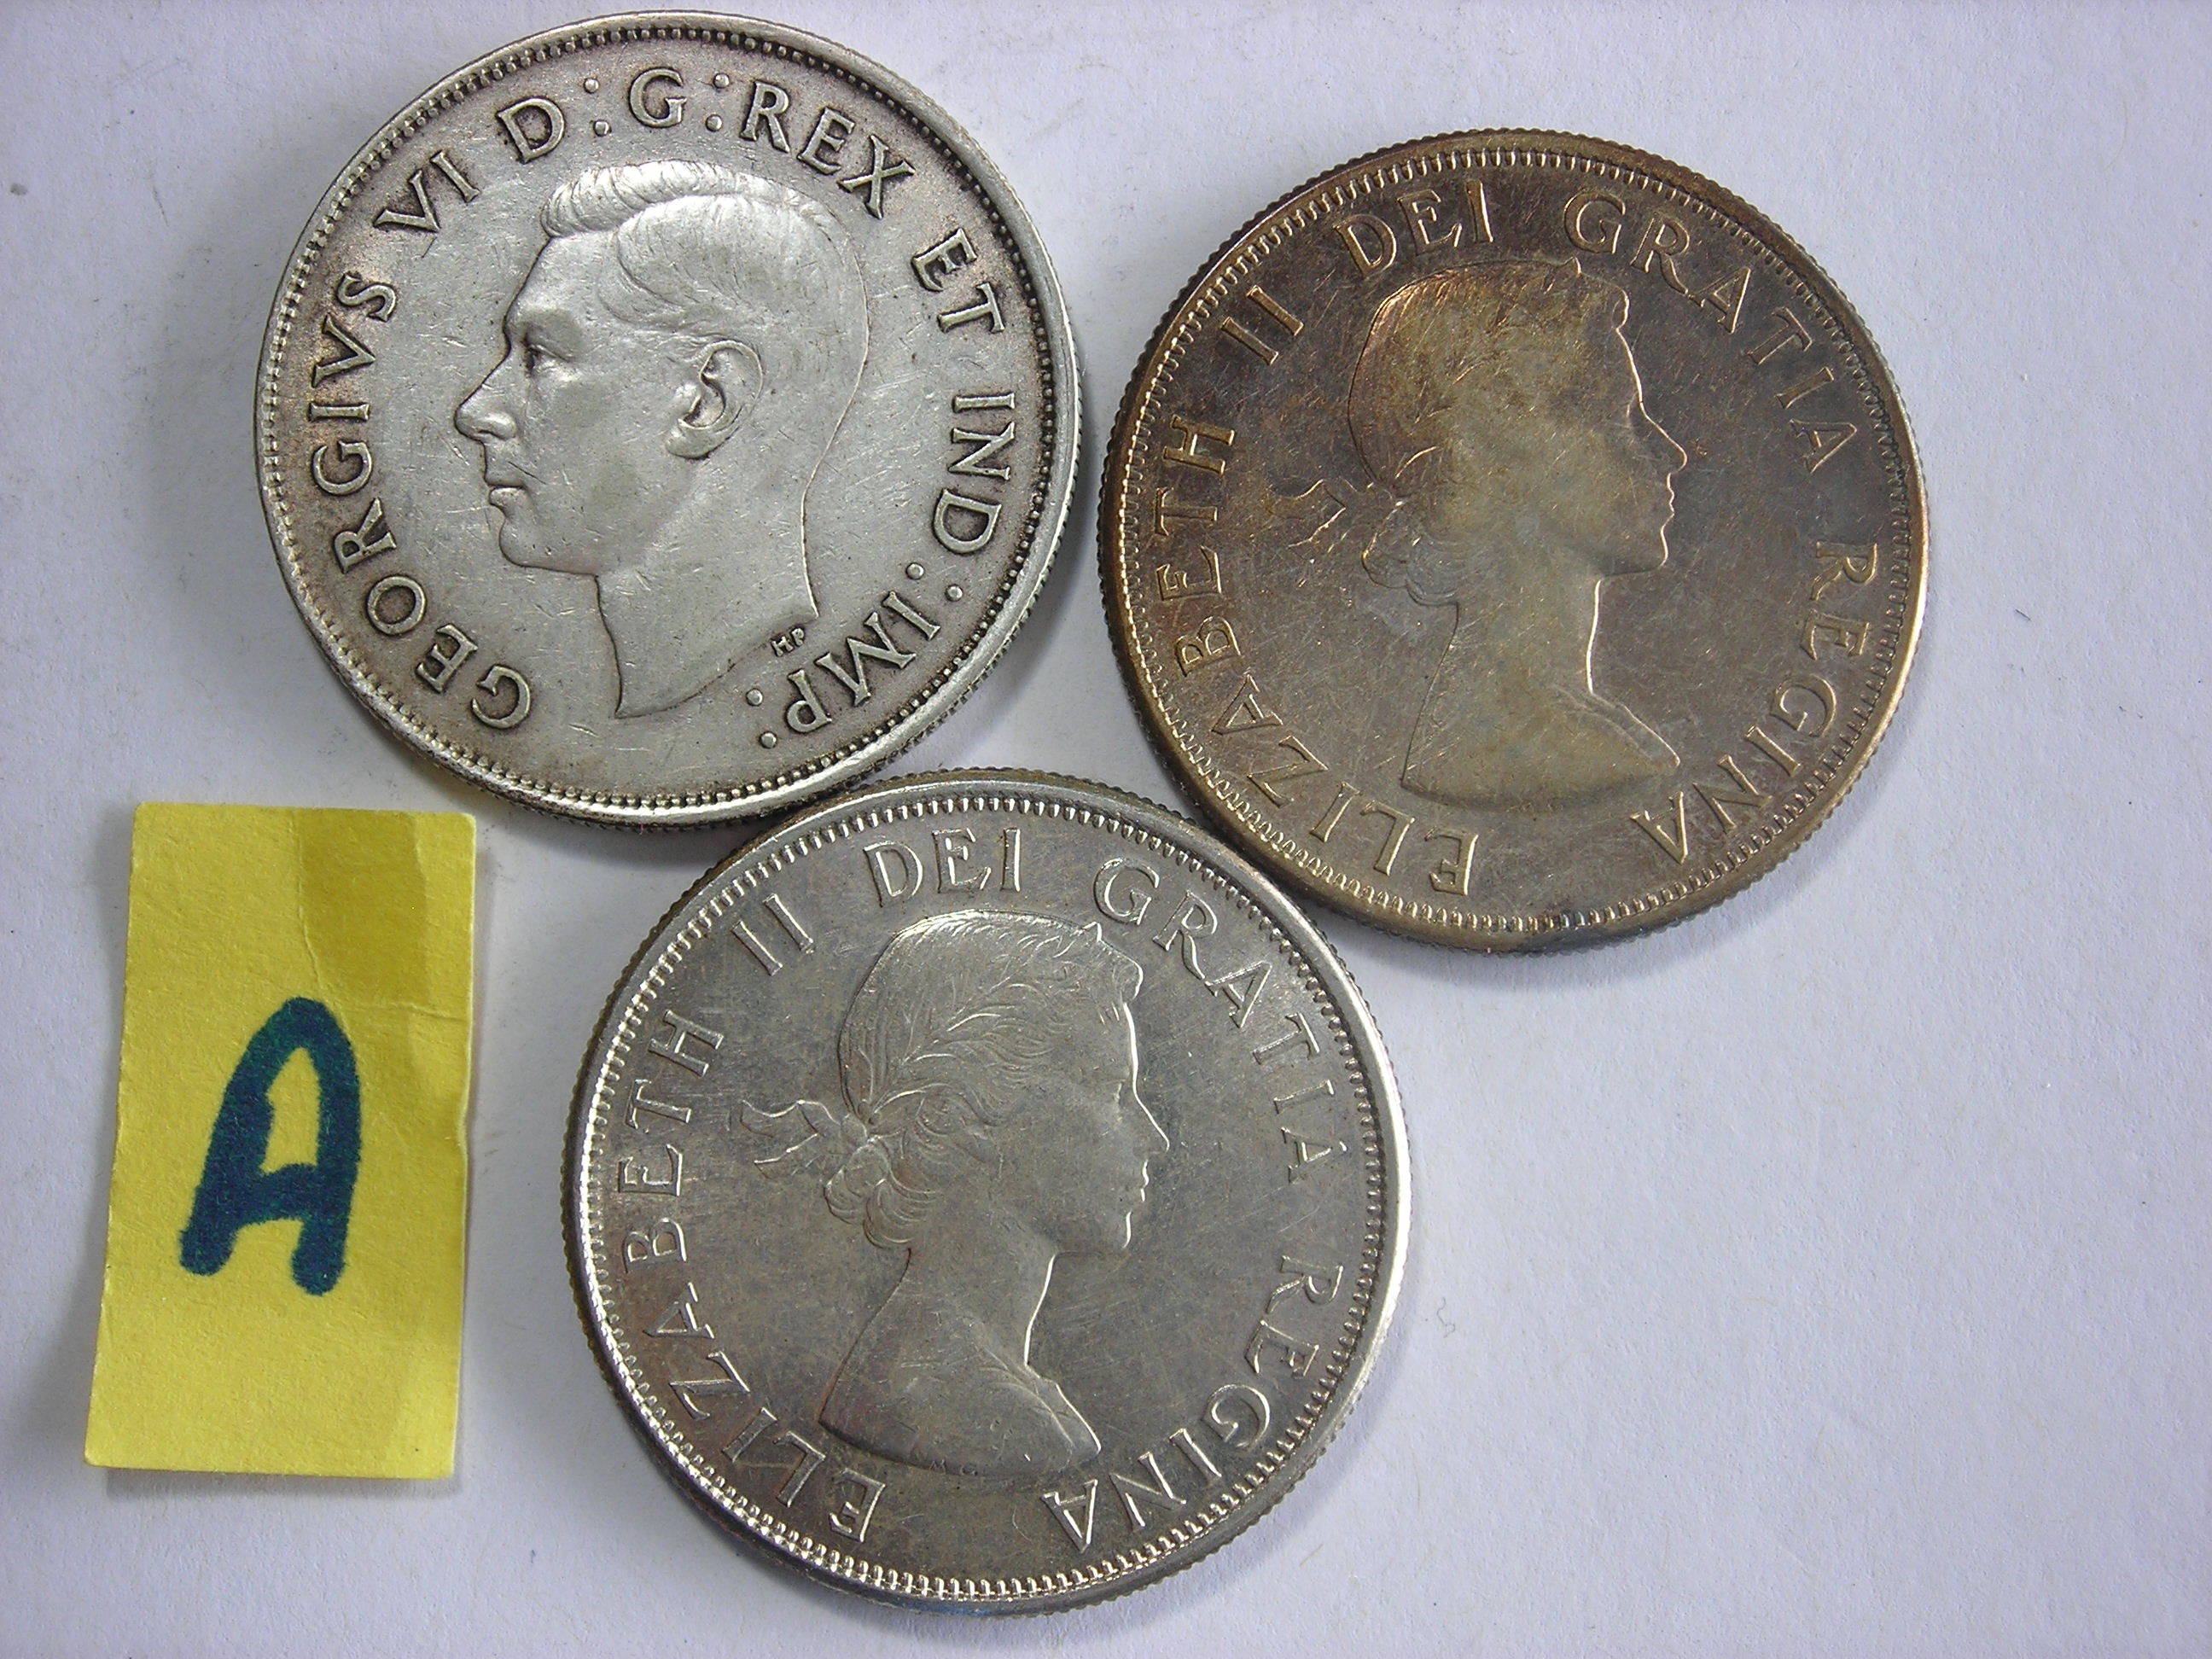 GEORGIVS VI D:G:REX ET IND:IMP:
HP
ELIZABETH II DEI GRATIA REGINA
ELIZABETH II DEI GRATIA REGINA
M G
A